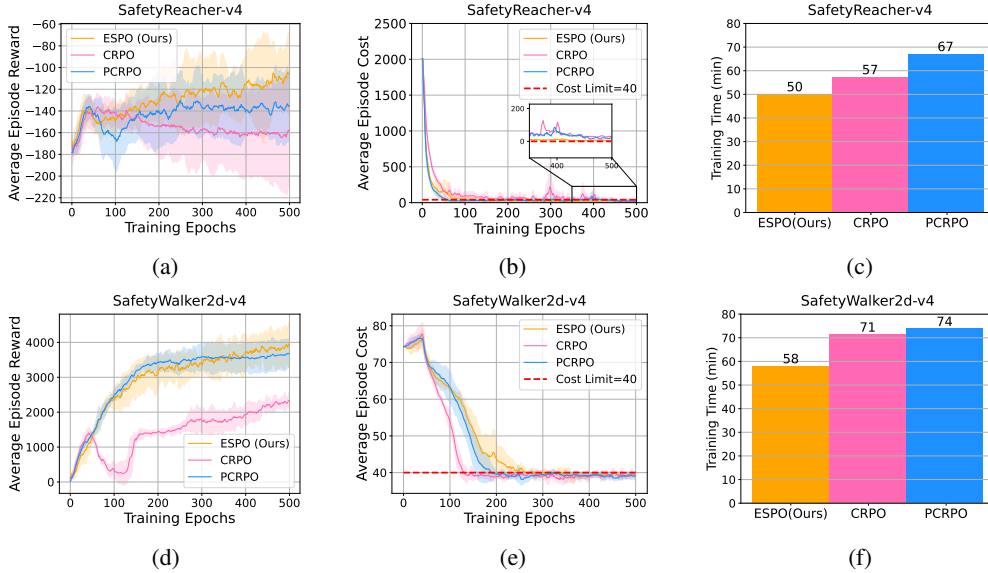 SafetyReacher-v4
Average Episode Reward
−60
−80
−100
−120
−140
−160
−180
−200
−220
ESPO (Ours)
CRPO
PCRPO
0 100 200 300 400 500
Training Epochs
(a)
SafetyReacher-v4
Average Episode Cost
2500
2000
1500
1000
500
0
ESPO (Ours)
CRPO
PCRPO
Cost Limit=40
200
0
400 500
0 100 200 300 400 500
Training Epochs
(b)
SafetyReacher-v4
Training Time (min)
80
70
60
50
40
30
20
10
0
50
57
67
ESPO(Ours) CRPO PCRPO
(c)
SafetyWalker2d-v4
Average Episode Reward
4000
3000
2000
1000
0
ESPO (Ours)
CRPO
PCRPO
0 100 200 300 400 500
Training Epochs
(d)
SafetyWalker2d-v4
Average Episode Cost
80
70
60
50
40
ESPO (Ours)
CRPO
PCRPO
Cost Limit=40
0 100 200 300 400 500
Training Epochs
(e)
SafetyWalker2d-v4
Training Time (min)
80
70
60
50
40
30
20
10
0
58
71
74
ESPO(Ours) CRPO PCRPO
(f)